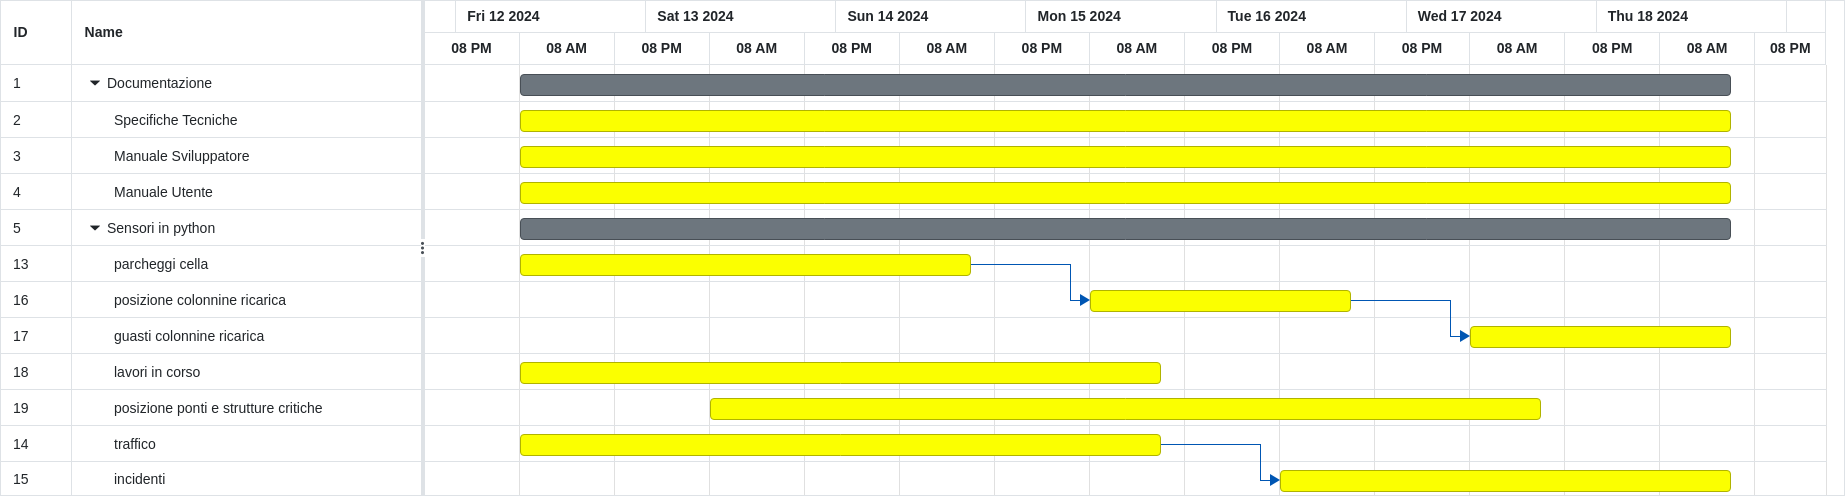 ID Name Fri 12 2024 Sat 13 2024 Sun 14 2024 Mon 15 2024 Tue 16 2024 Wed 17 2024 Thu 18 2024
08 PM 08 AM 08 PM 08 AM 08 PM 08 AM 08 PM 08 AM 08 PM 08 AM 08 PM 08 AM 08 PM 08 AM 08 PM
1 Documentazione
2 Specifiche Tecniche
3 Manuale Sviluppatore
4 Manuale Utente
5 Sensori in python
13 parcheggi cella
16 posizione colonnine ricarica
17 guasti colonnine ricarica
18 lavori in corso
19 posizione ponti e strutture critiche
14 traffico
15 incidenti